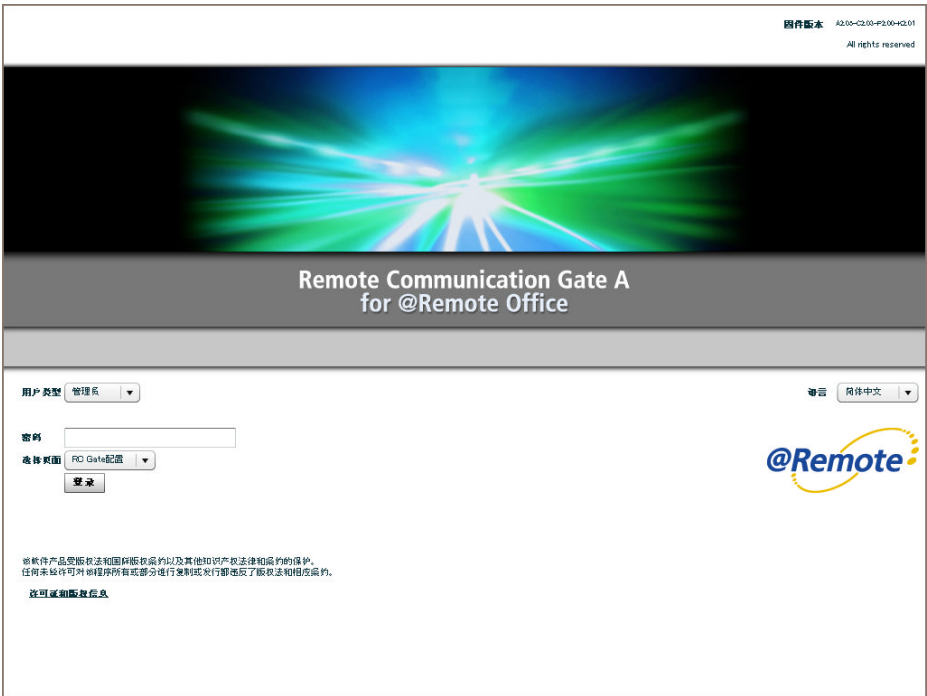 固件版本 A2.06-C2.03-P2.00-K2.01
All rights reserved
Remote Communication Gate A
for @Remote Office
用户类型 管理员
语言 简体中文
密码
选择页面 RC Gate配置
登录
@Remote
该软件产品受版权法和国际版权条约以及其他知识产权法律和条约的保护。
任何未经许可对该程序所有或部分进行复制或发行都违反了版权法和相应条约。
许可证和版权信息